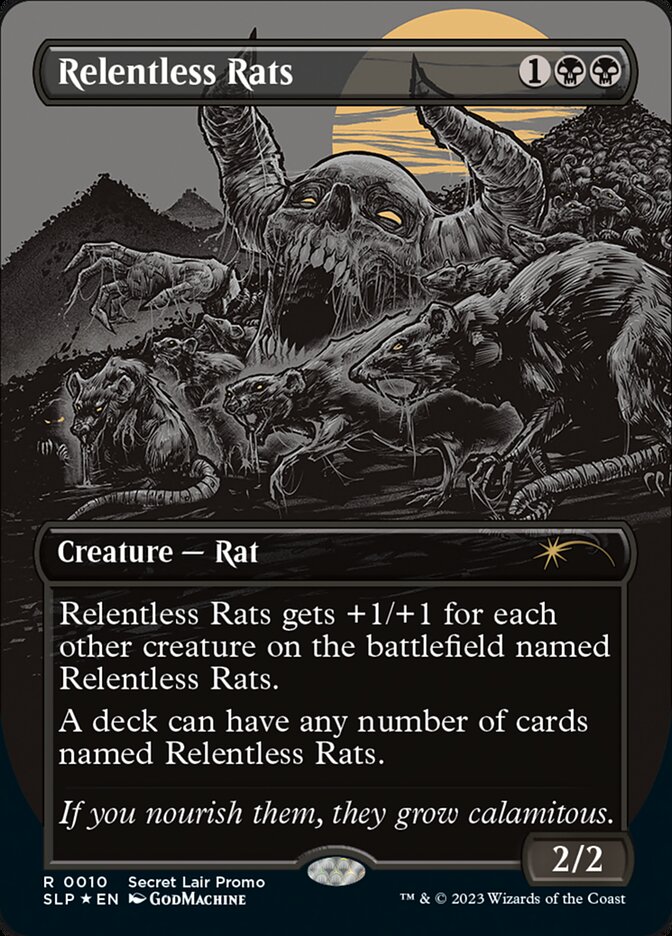 Relentless Rats 1
Creature — Rat
Relentless Rats gets +1/+1 for each
other creature on the battlefield named
Relentless Rats.
A deck can have any number of cards
named Relentless Rats.
If you nourish them, they grow calamitous.
2/2
R 0010 Secret Lair Promo
SLP ★ EN GODMACHINE
™ & © 2023 Wizards of the Coast